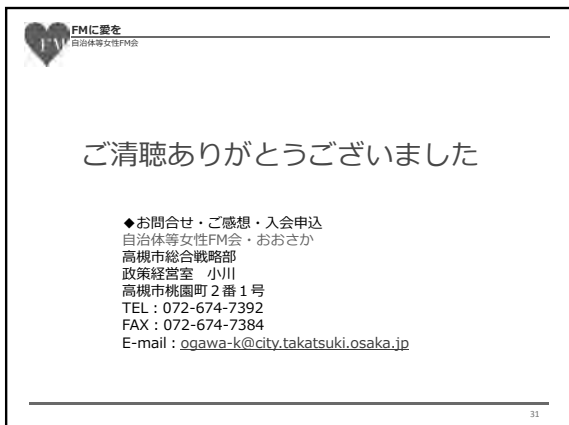 FM
FMに愛を
自治体等女性FM会
ご清聴ありがとうございました
◆お問合せ・ご感想・入会申込
自治体等女性FM会・おおさか
高槻市総合戦略部
政策経営室　小川
高槻市桃園町２番１号
TEL：072-674-7392
FAX：072-674-7384
E-mail：ogawa-k@city.takatsuki.osaka.jp
31